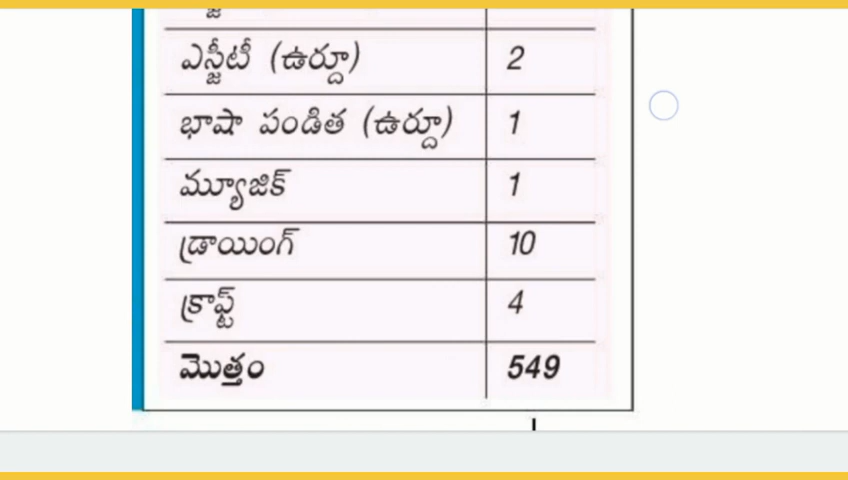 ఎస్జీటీ (ఉర్దూ) 2
భాషా పండిత (ఉర్దూ) 1
మ్యూజిక్ 1
డ్రాయింగ్ 10
క్రాఫ్ట్ 4
మొత్తం 549